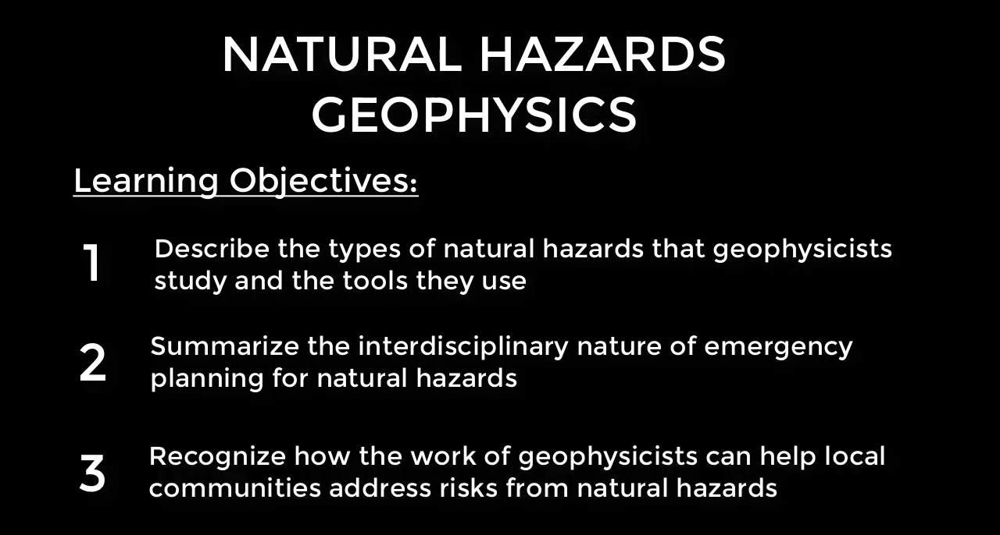 NATURAL HAZARDS
GEOPHYSICS
Learning Objectives:
1 Describe the types of natural hazards that geophysicists
study and the tools they use
2 Summarize the interdisciplinary nature of emergency
planning for natural hazards
3 Recognize how the work of geophysicists can help local
communities address risks from natural hazards